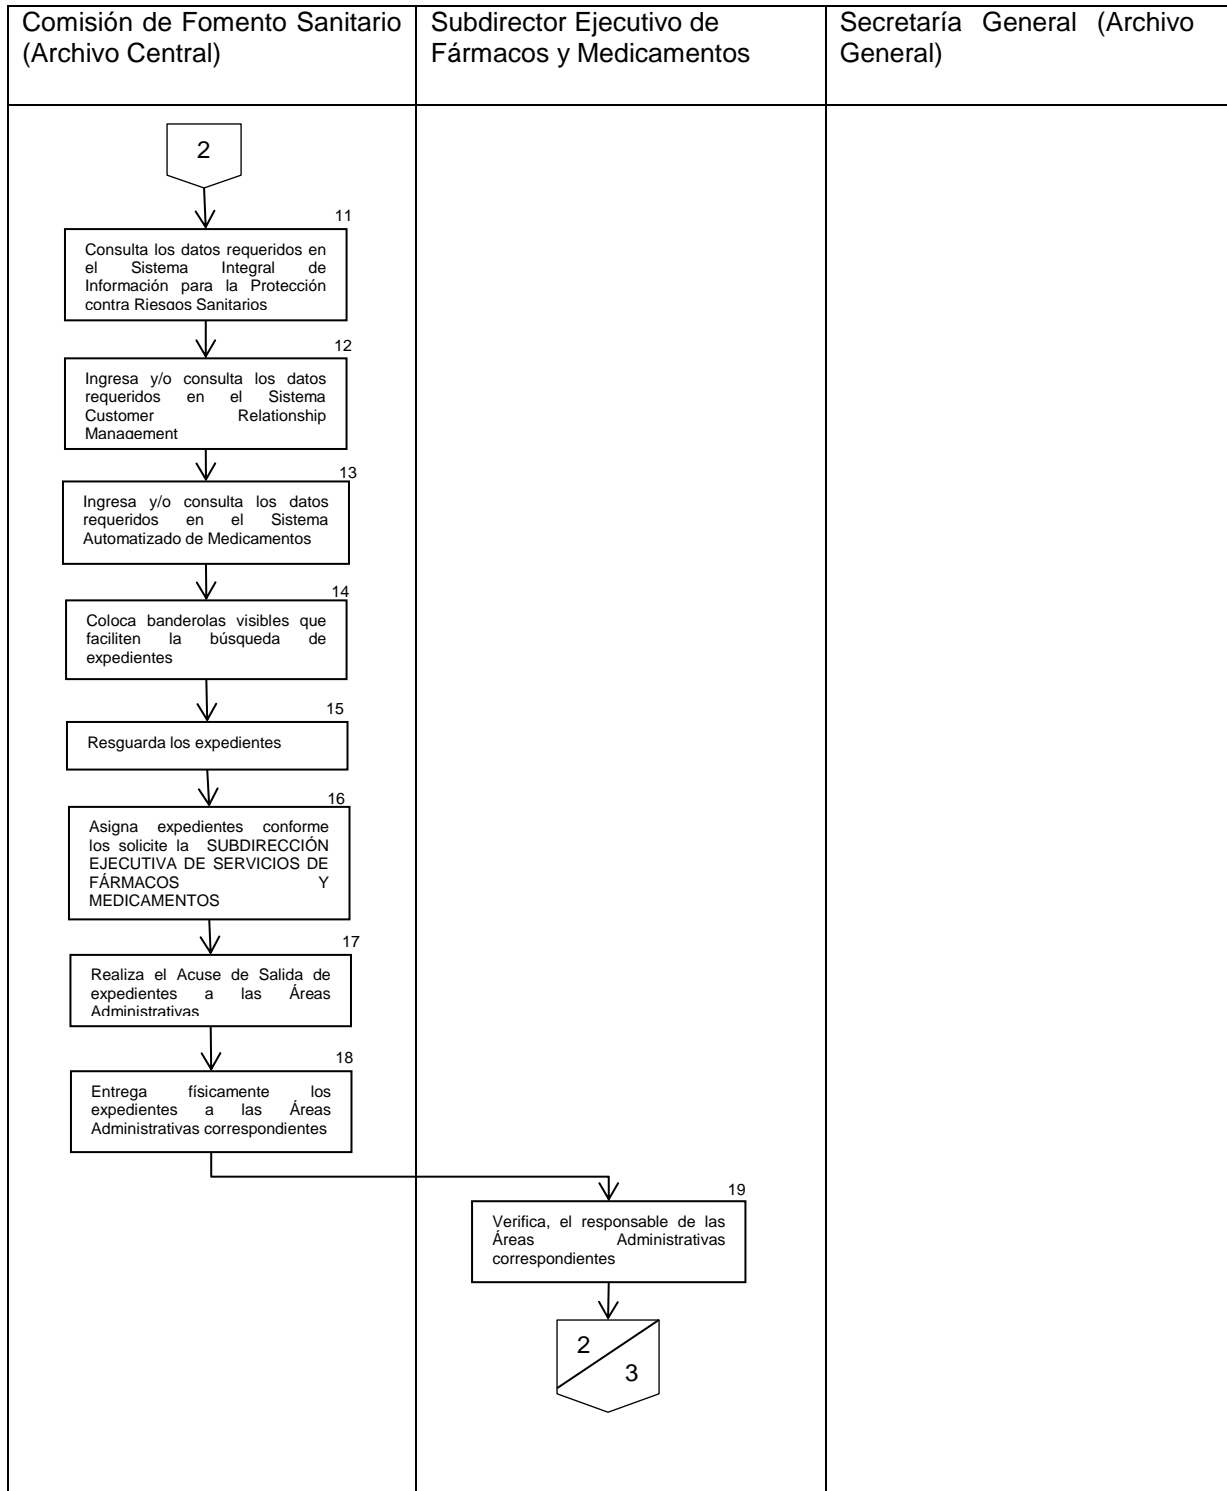 Comisión de Fomento Sanitario
(Archivo Central)
Subdirector Ejecutivo de
Fármacos y Medicamentos
Secretaría General (Archivo
General)
2
11
Consulta los datos requeridos en
el Sistema Integral de
Información para la Protección
contra Riesgos Sanitarios
12
Ingresa y/o consulta los datos
requeridos en el Sistema
Customer Relationship
Management
13
Ingresa y/o consulta los datos
requeridos en el Sistema
Automatizado de Medicamentos
14
Coloca banderolas visibles que
faciliten la búsqueda de
expedientes
15
Resguarda los expedientes
16
Asigna expedientes conforme
los solicite la SUBDIRECCIÓN
EJECUTIVA DE SERVICIOS DE
FÁRMACOS Y
MEDICAMENTOS
17
Realiza el Acuse de Salida de
expedientes a las Áreas
Administrativas
18
Entrega físicamente los
expedientes a las Áreas
Administrativas correspondientes
19
Verifica, el responsable de las
Áreas Administrativas
correspondientes
2
3